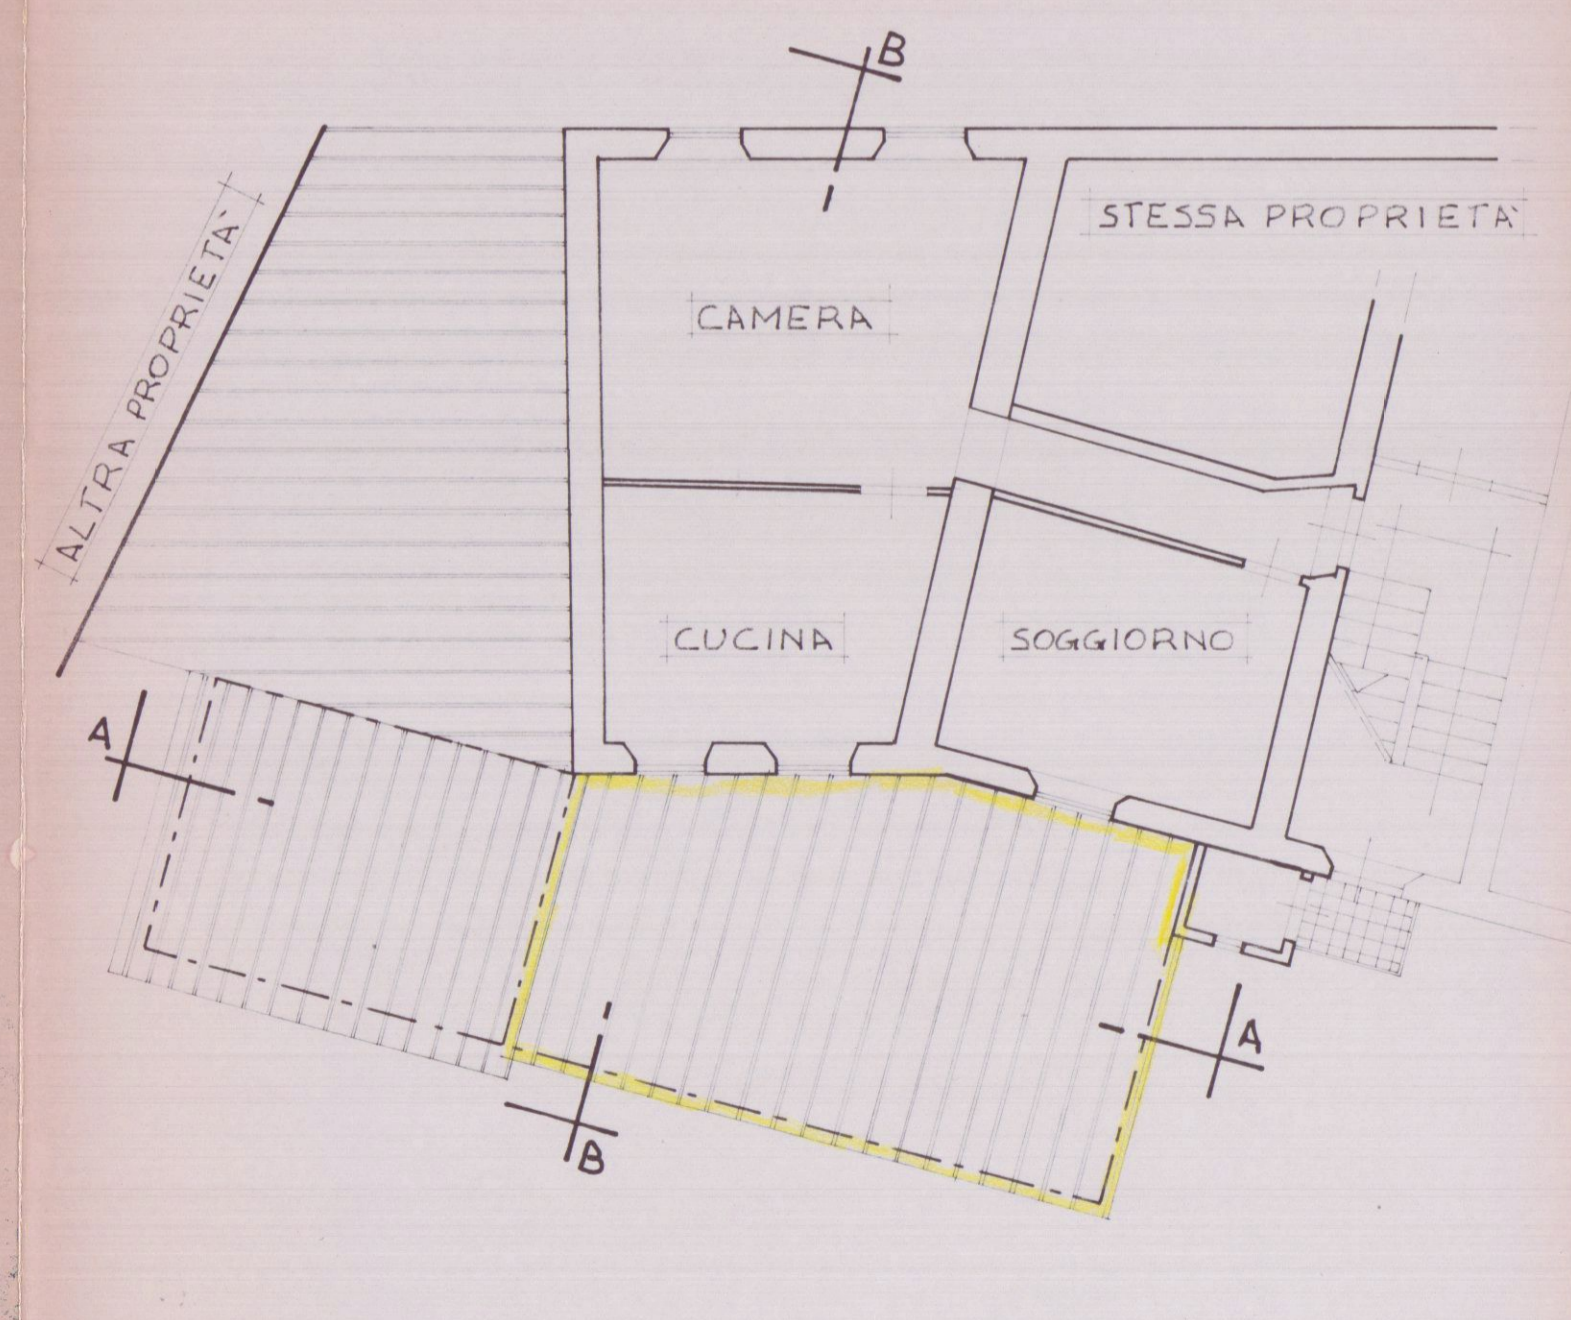 B
STESSA PROPRIETÀ
ALTRA PROPRIETÀ
CAMERA
CUCINA
SOGGIORNO
A
A
B